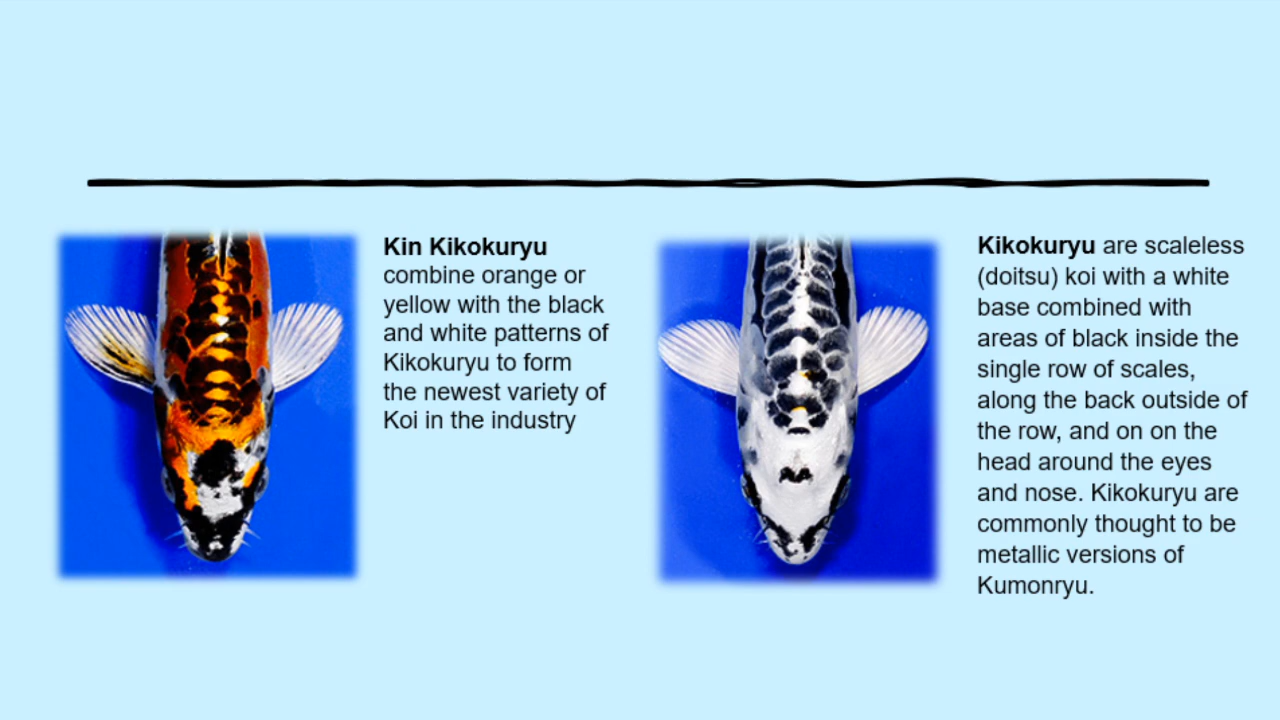 Kin Kikokuryu
combine orange or
yellow with the black
and white patterns of
Kikokuryu to form
the newest variety of
Koi in the industry
Kikokuryu are scaleless
(doitsu) koi with a white
base combined with
areas of black inside the
single row of scales,
along the back outside of
the row, and on on the
head around the eyes
and nose. Kikokuryu are
commonly thought to be
metallic versions of
Kumonryu.